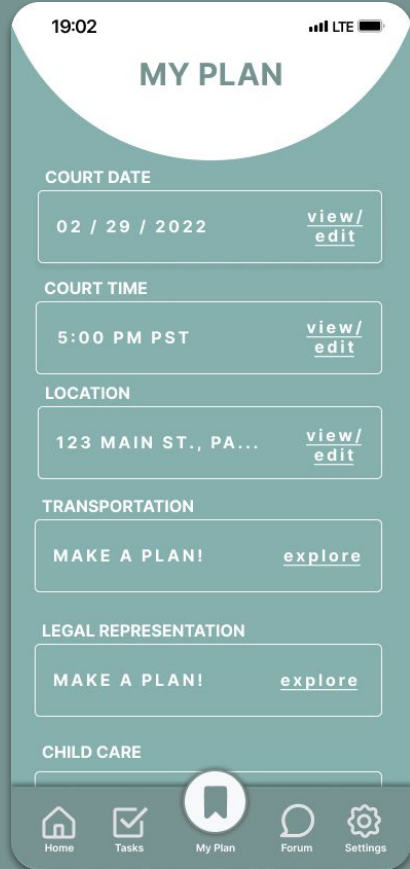 19:02 LTE
MY PLAN
COURT DATE
02 / 29 / 2022 view/
edit
COURT TIME
5:00 PM PST view/
edit
LOCATION
123 MAIN ST., PA... view/
edit
TRANSPORTATION
MAKE A PLAN! explore
LEGAL REPRESENTATION
MAKE A PLAN! explore
CHILD CARE
Home Tasks My Plan Forum Settings